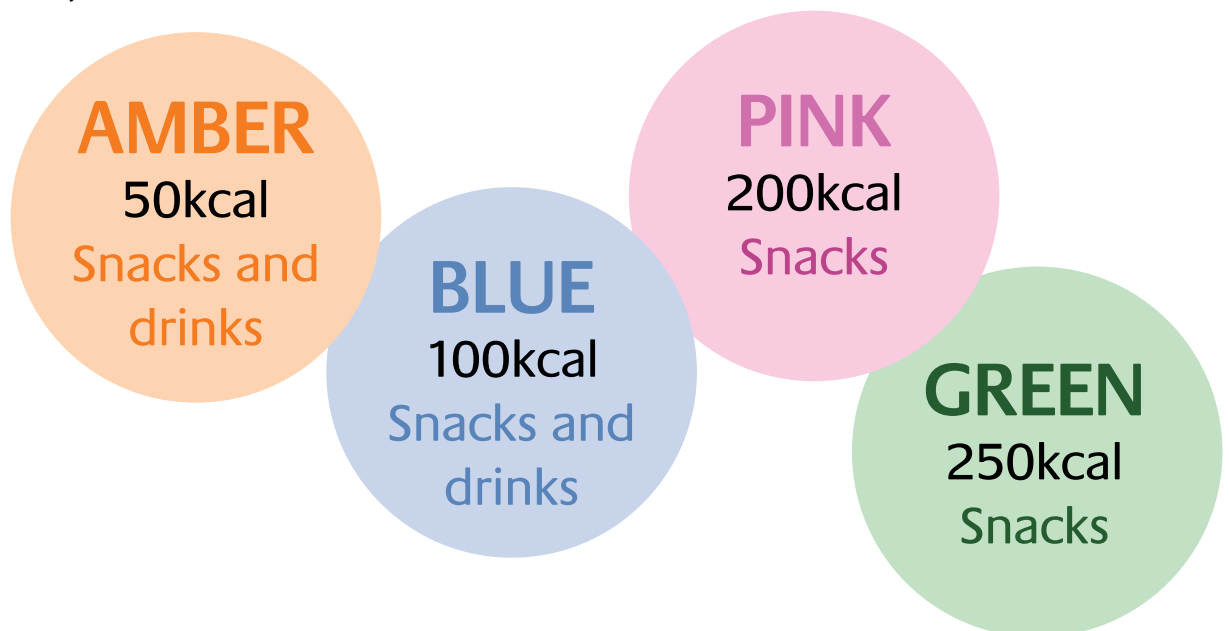 AMBER
50kcal
Snacks and
drinks
BLUE
100kcal
Snacks and
drinks
PINK
200kcal
Snacks
GREEN
250kcal
Snacks